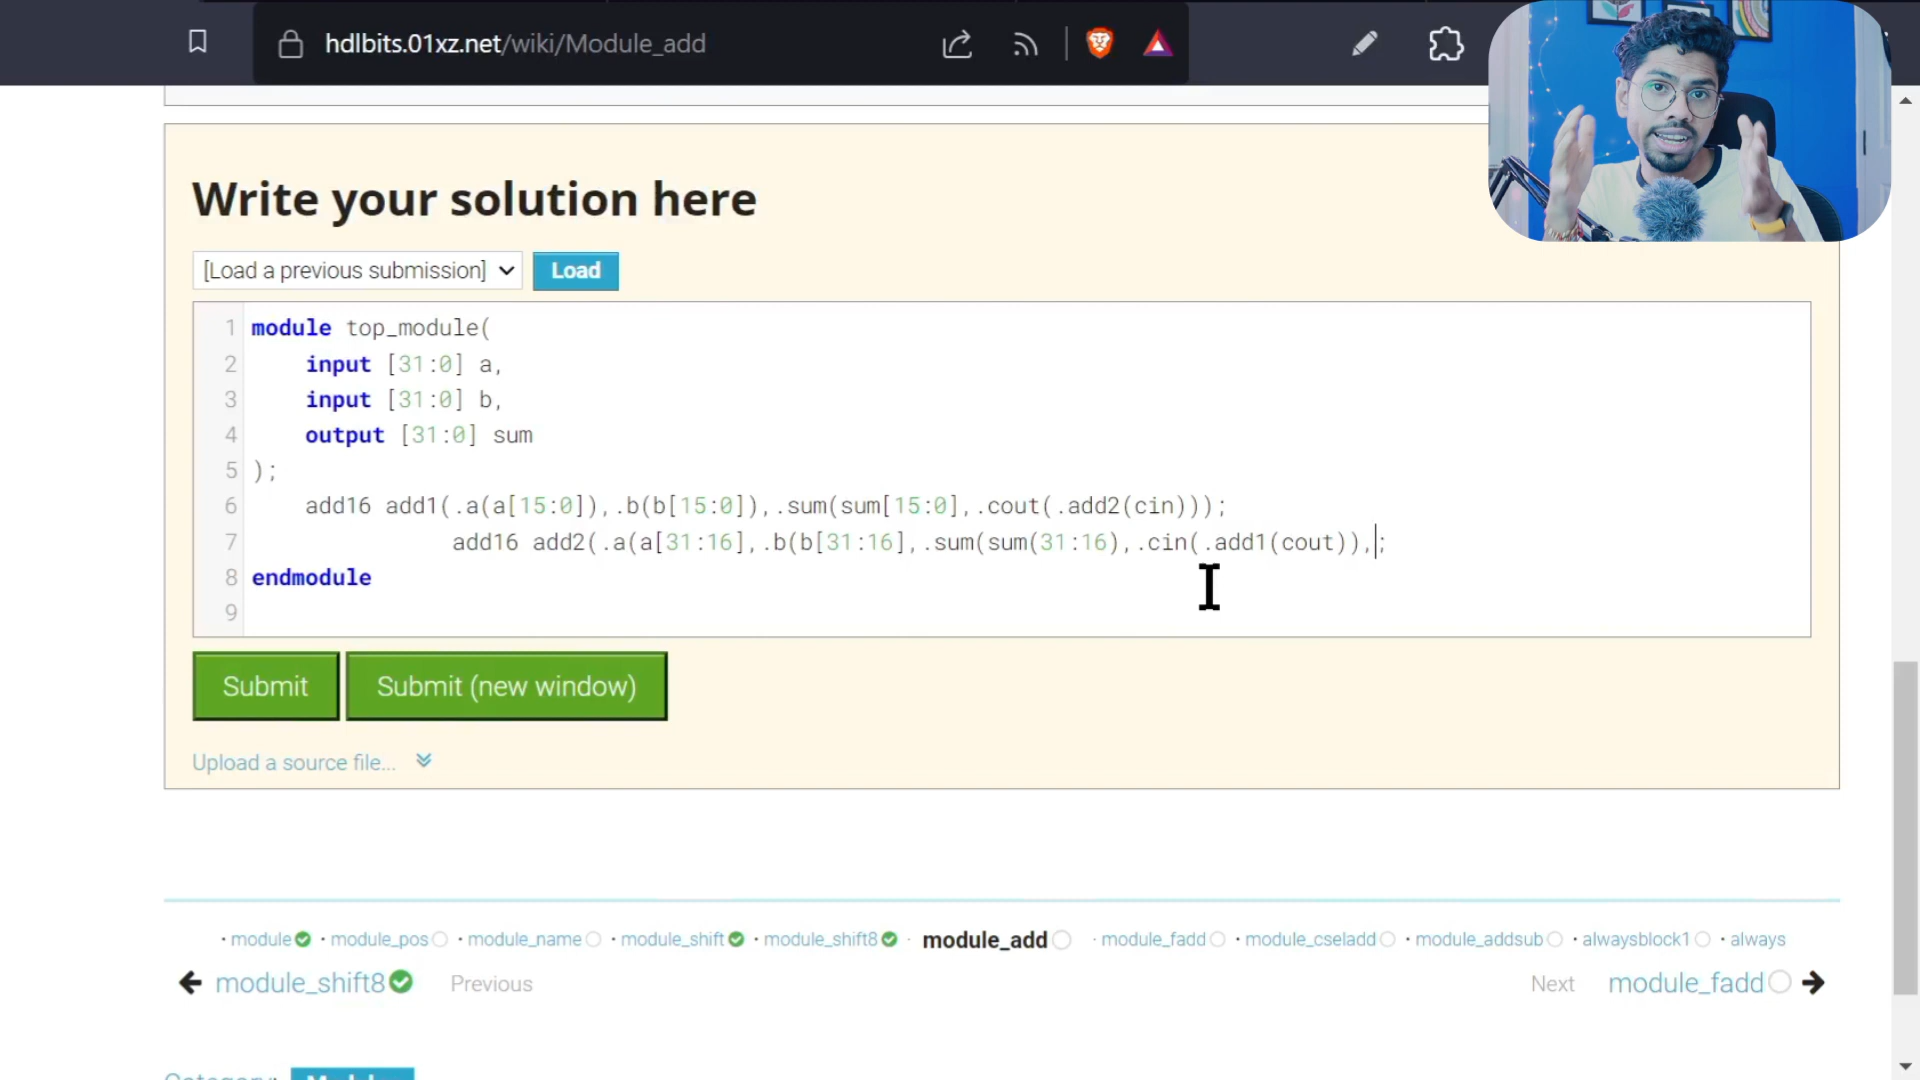 hdlbits.01xz.net/wiki/Module_add
Write your solution here
[Load a previous submission] Load
1 module top_module(
2 input [31:0] a,
3 input [31:0] b,
4 output [31:0] sum
5 );
6 add16 add1(.a(a[15:0]),.b(b[15:0]),.sum(sum[15:0],.cout(.add2(cin)));
7 add16 add2(.a(a[31:16],.b(b[31:16],.sum(sum(31:16),.cin(.add1(cout)),;
8 endmodule
9
Submit Submit (new window)
Upload a source file...
· module · module_pos · module_name · module_shift · module_shift8 · module_add · module_fadd · module_cseladd · module_addsub · alwaysblock1 · always
module_shift8 Previous Next module_fadd